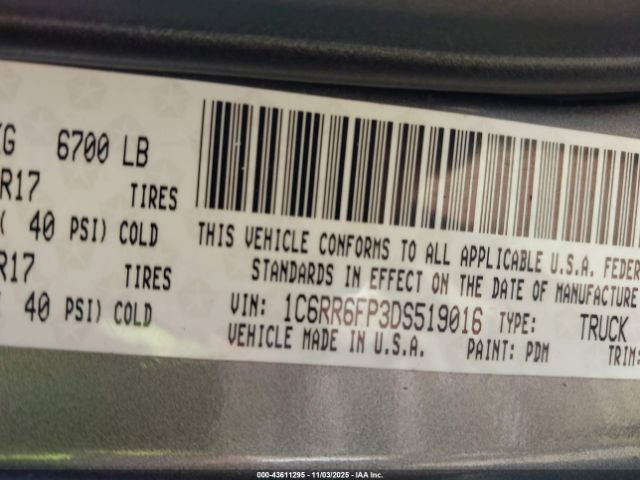 KG 6700 LB
R17 TIRES
( 40 PSI) COLD
R17 TIRES
( 40 PSI) COLD
THIS VEHICLE CONFORMS TO ALL APPLICABLE U.S.A. FEDER
STANDARDS IN EFFECT ON THE DATE OF MANUFACTURE
VIN: 1C6RR6FP3DS519016 TYPE: TRUCK
VEHICLE MADE IN U.S.A. PAINT: PDM TRIM:
000-43611295 - 11/03/2025 - IAA Inc.